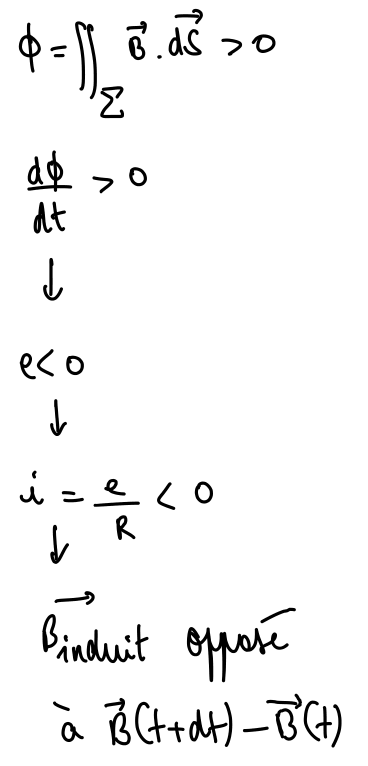 ϕ = ∬_Σ B⃗ . dS⃗ > 0
dϕ/dt > 0
↓
e < 0
↓
i = e/R < 0
↓
B⃗induit opposé
à B⃗(t+dt) − B⃗(t)